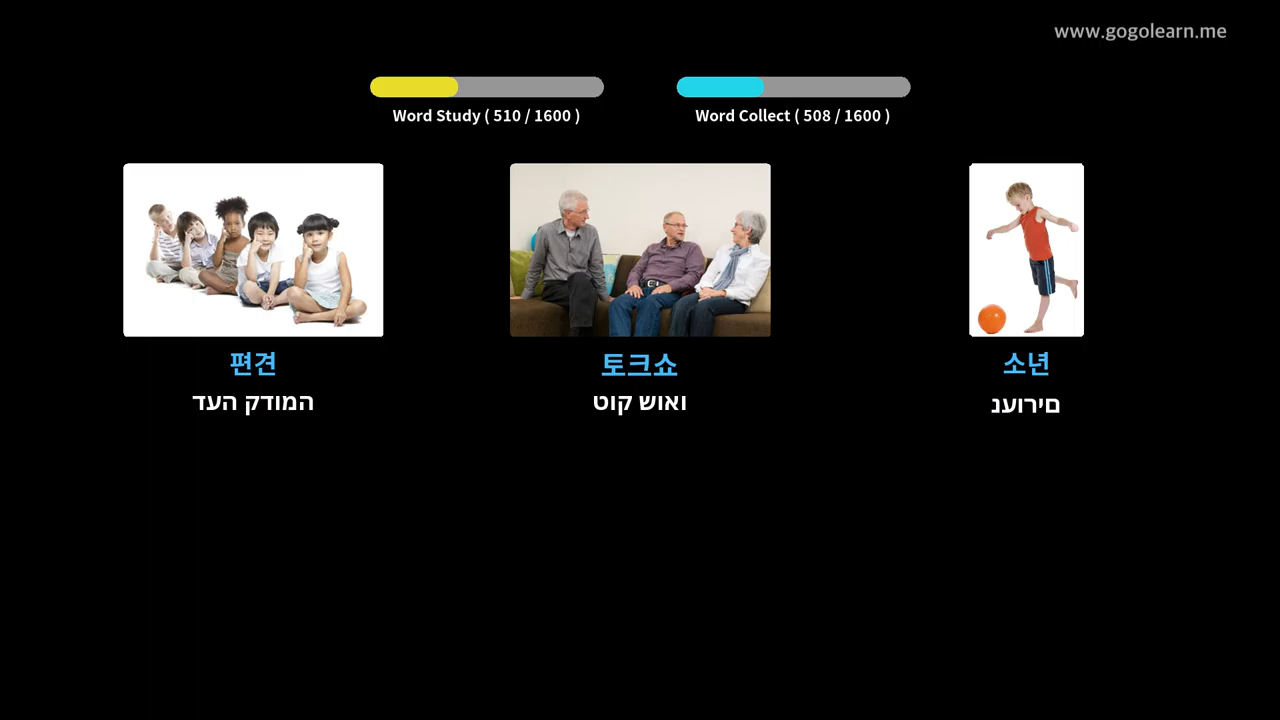 www.gogolearn.me
Word Study ( 510 / 1600 )
Word Collect ( 508 / 1600 )
편견
דעה קדומה
토크쇼
טוק שואו
소년
נעורים